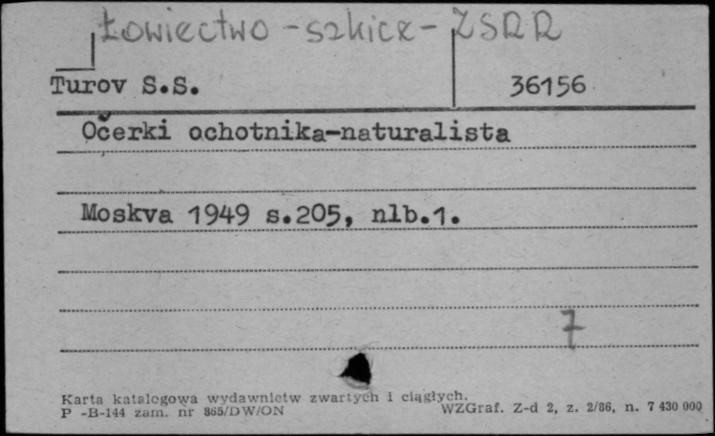 Łowiectwo - szkice - ZSRR
Turov S.S. 36156
Očerki ochotnika-naturalista
Moskva 1949 s.205, nlb.1.
7
Karta katalogowa wydawnictw zwartych i ciągłych.
P -B-144 zam. nr 865/DW/ON WZGraf. Z-d 2, z. 2/86, n. 7 430 000